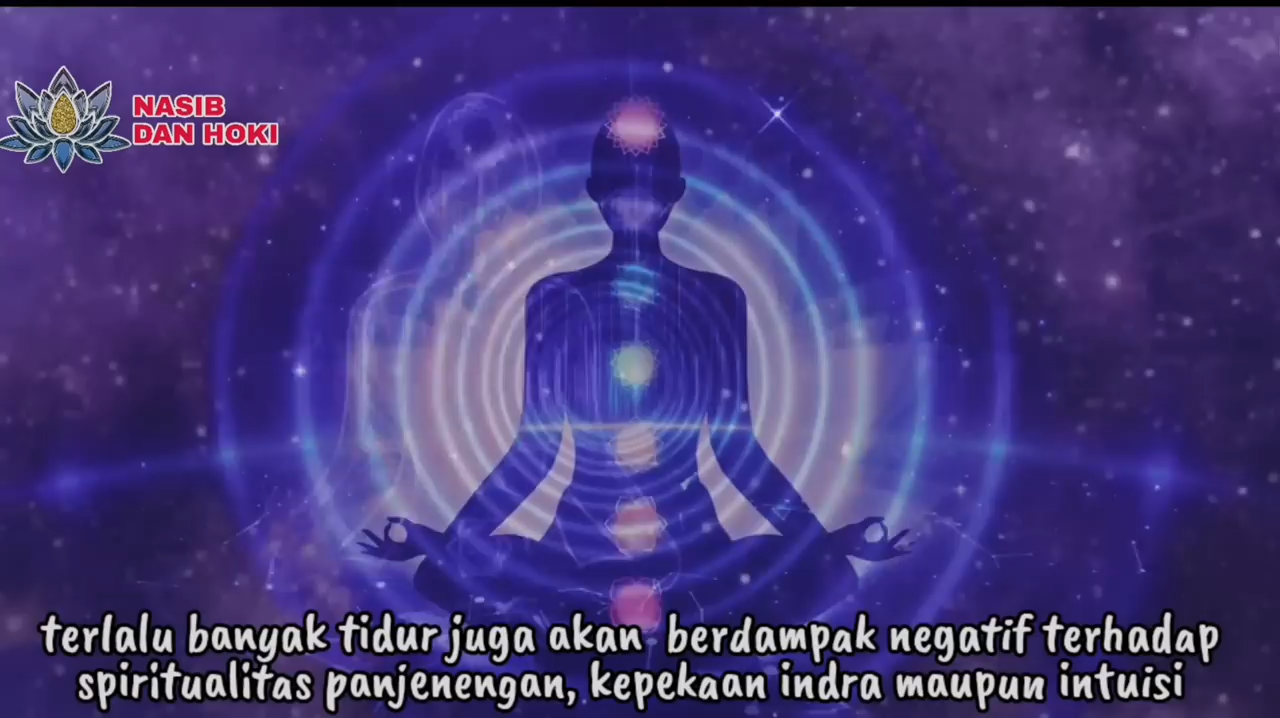 NASIB
DAN HOKI
terlalu banyak tidur juga akan berdampak negatif terhadap
spiritualitas panjenengan, kepekaan indra maupun intuisi